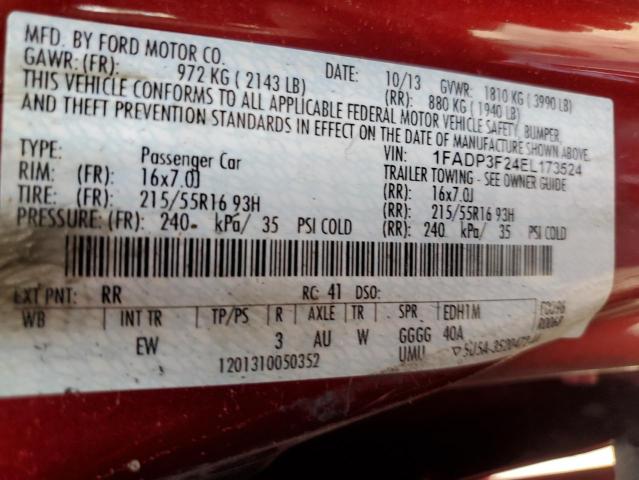 MFD. BY FORD MOTOR CO.
DATE: 10/13 GVWR: 1810 KG ( 3990 LB)
GAWR: (FR): 972 KG ( 2143 LB) (RR): 880 KG ( 1940 LB)
THIS VEHICLE CONFORMS TO ALL APPLICABLE FEDERAL MOTOR VEHICLE SAFETY, BUMPER,
AND THEFT PREVENTION STANDARDS IN EFFECT ON THE DATE OF MANUFACTURE SHOWN ABOVE.
VIN: 1FADP3F24EL173524
TYPE: Passenger Car TRAILER TOWING - SEE OWNER GUIDE
RIM: (FR): 16x7.0J (RR): 16x7.0J
TIRE: (FR): 215/55R16 93H (RR): 215/55R16 93H
PRESSURE: (FR): 240 kPa/ 35 PSI COLD (RR): 240 kPa/ 35 PSI COLD
EXT PNT: RR RC: 41 DSO:
WB INT TR TP/PS R AXLE TR SPR EDH1M
EW 3 AU W GGGG 40A
1201310050352 UMU